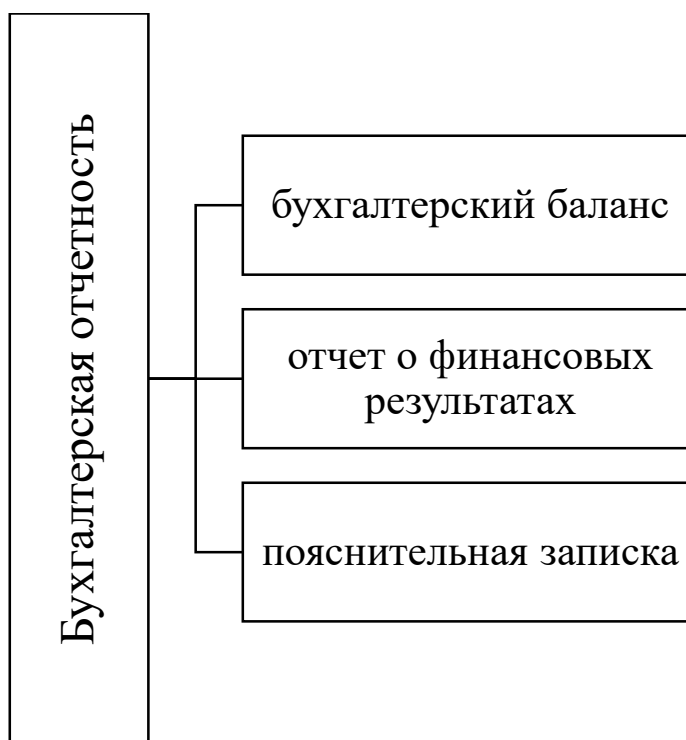 Бухгалтерская отчетность
бухгалтерский баланс
отчет о финансовых
результатах
пояснительная записка